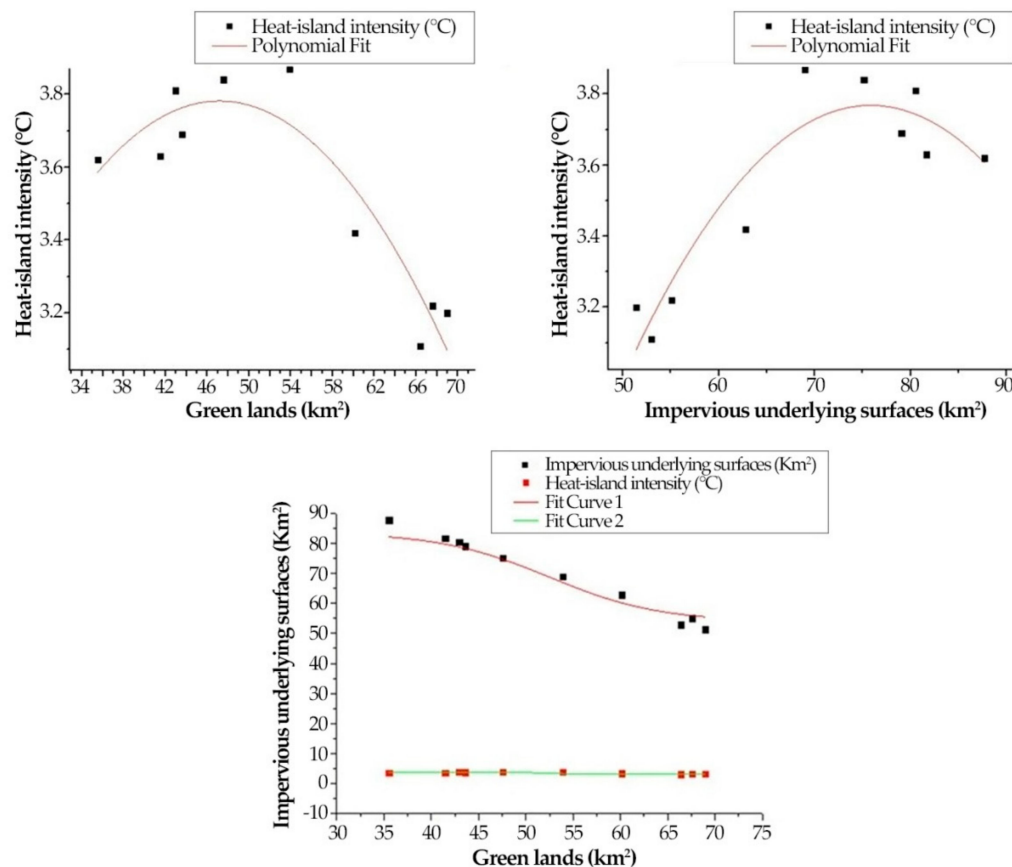 Heat-island intensity (°C)
Polynomial Fit
Heat-island intensity (°C)
3.8
3.6
3.4
3.2
34 38 42 48 54 58 62 66 70
Green lands (km²)
Heat-island intensity (°C)
Polynomial Fit
Heat-island intensity (°C)
3.8
3.6
3.4
3.2
50 60 70 80 90
Impervious underlying surfaces (km²)
Impervious underlying surfaces (Km²)
Heat-island intensity (°C)
Fit Curve 1
Fit Curve 2
Impervious underlying surfaces (Km²)
90
80
70
60
50
40
30
20
10
0
-10
30 35 40 45 50 55 60 65 70 75
Green lands (km²)